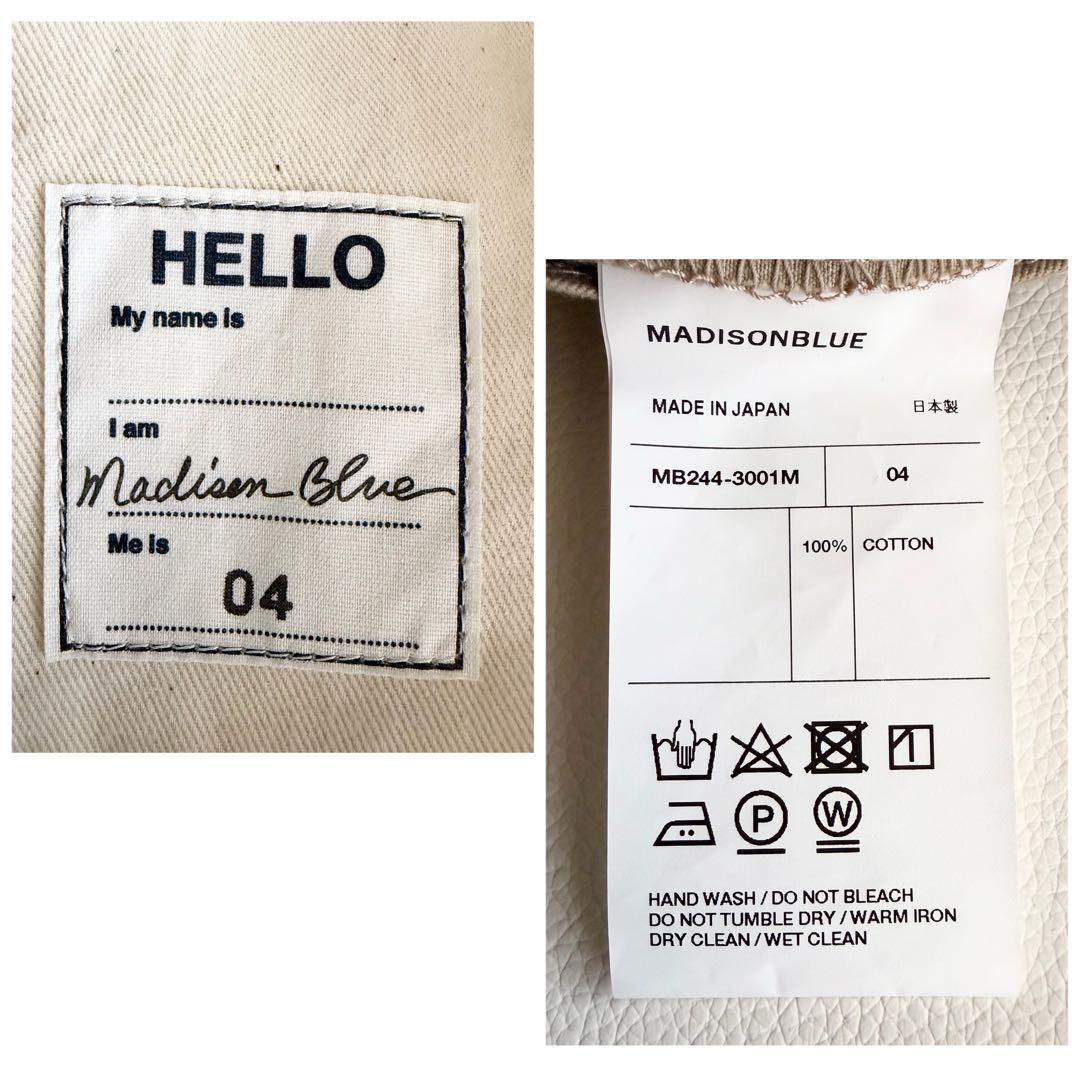 HELLO
My name is
I am
Madison Blue
Me is
04
MADISONBLUE
MADE IN JAPAN 日本製
MB244-3001M 04
100% COTTON
1
P W
HAND WASH / DO NOT BLEACH
DO NOT TUMBLE DRY / WARM IRON
DRY CLEAN / WET CLEAN